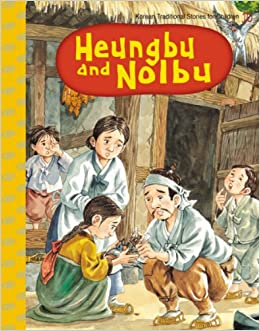 Korean Traditional Stories for Children
Heungbu
and Nolbu